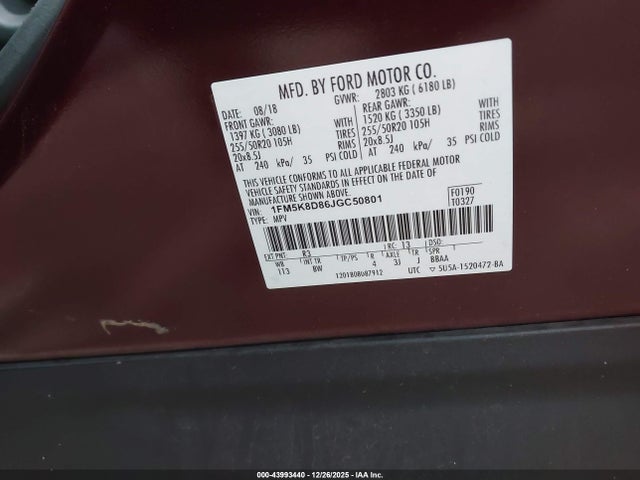 MFD. BY FORD MOTOR CO.
DATE: 08/18 GVWR: 2803 KG ( 6180 LB)
FRONT GAWR: REAR GAWR:
1397 KG ( 3080 LB) WITH 1520 KG ( 3350 LB) WITH
255/50R20 105H TIRES 255/50R20 105H TIRES
20x8.5J RIMS 20x8.5J RIMS
AT 240 kPa/ 35 PSI COLD AT 240 kPa/ 35 PSI COLD
THIS VEHICLE CONFORMS TO ALL APPLICABLE FEDERAL MOTOR
VEHICLE SAFETY STANDARDS IN EFFECT ON THE DATE OF
MANUFACTURE SHOWN ABOVE.
VIN: 1FM5K8D86JGC50801 F0190
TYPE: MPV T0327
EXT PNT: R3 RC: 13 DSO:
WB INT TR TP/PS R AXLE TR SPR
113 BW 4 3J J BBAA
UTC 5U5A-1520472-BA
000-43993440 - 12/26/2025 - IAA Inc.